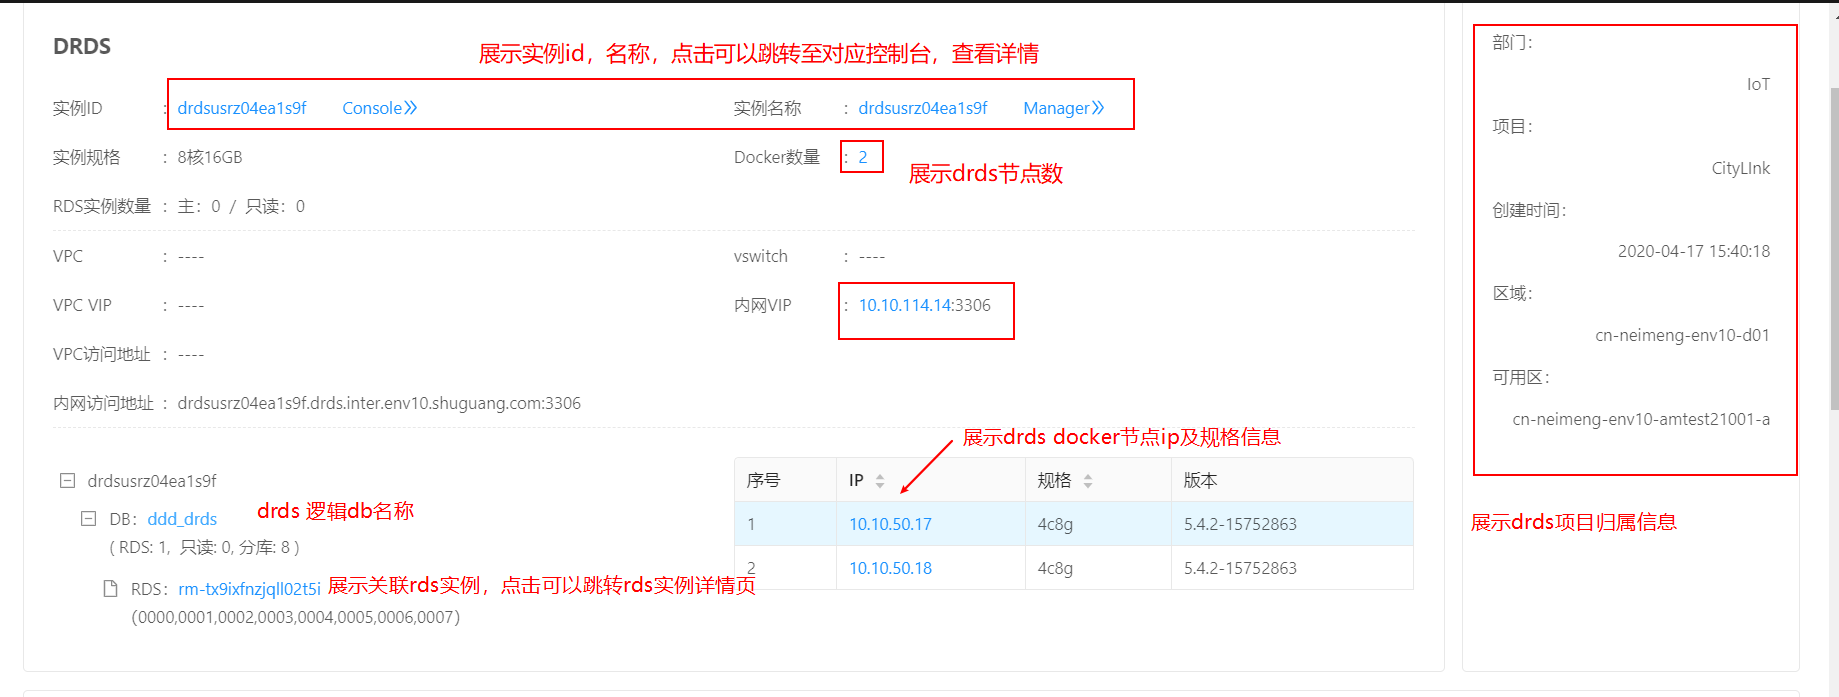 DRDS
展示实例id，名称，点击可以跳转至对应控制台，查看详情
实例ID : drdsusrz04ea1s9f Console»
实例名称 : drdsusrz04ea1s9f Manager»
实例规格 : 8核16GB
Docker数量 : 2
展示drds节点数
RDS实例数量 : 主：0 / 只读：0
VPC : ----
vswitch : ----
VPC VIP : ----
内网VIP : 10.10.114.14:3306
VPC访问地址 : ----
内网访问地址 : drdsusrz04ea1s9f.drds.inter.env10.shuguang.com:3306
drdsusrz04ea1s9f
DB：ddd_drds
drds 逻辑db名称
( RDS: 1, 只读: 0, 分库: 8 )
RDS：rm-tx9ixfnzjqll02t5i
展示关联rds实例，点击可以跳转rds实例详情页
(0000,0001,0002,0003,0004,0005,0006,0007)
展示drds docker节点ip及规格信息
序号 IP 规格 版本
1 10.10.50.17 4c8g 5.4.2-15752863
2 10.10.50.18 4c8g 5.4.2-15752863
部门：
IoT
项目：
CityLInk
创建时间：
2020-04-17 15:40:18
区域：
cn-neimeng-env10-d01
可用区：
cn-neimeng-env10-amtest21001-a
展示drds项目归属信息